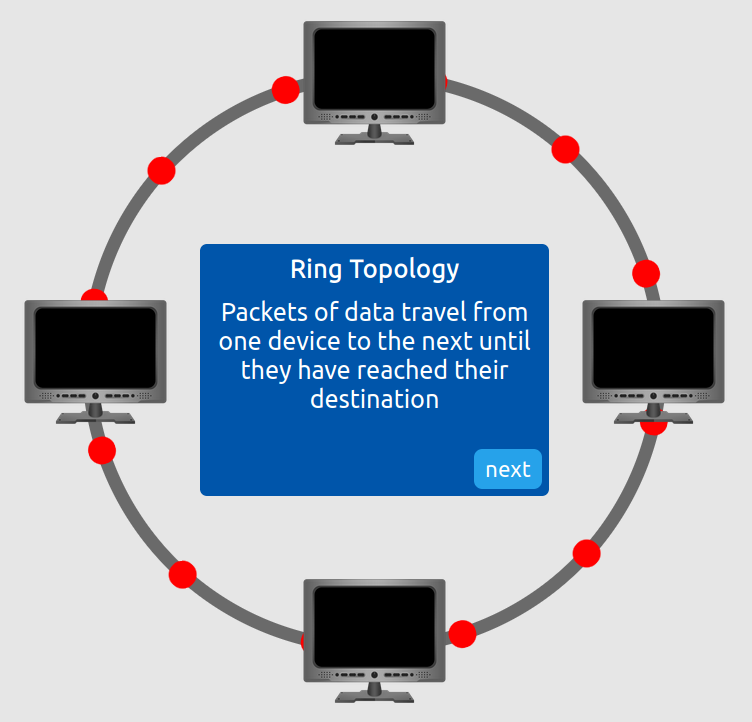 Ring Topology
Packets of data travel from
one device to the next until
they have reached their
destination
next